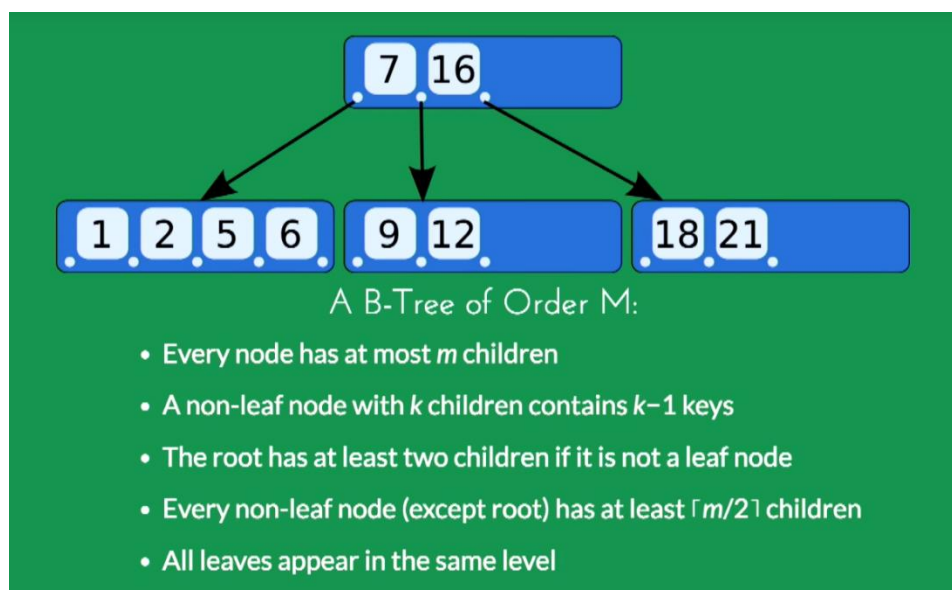 7 16
1 2 5 6 9 12 18 21
A B-Tree of Order M:
• Every node has at most m children
• A non-leaf node with k children contains k−1 keys
• The root has at least two children if it is not a leaf node
• Every non-leaf node (except root) has at least ⌈m/2⌉ children
• All leaves appear in the same level